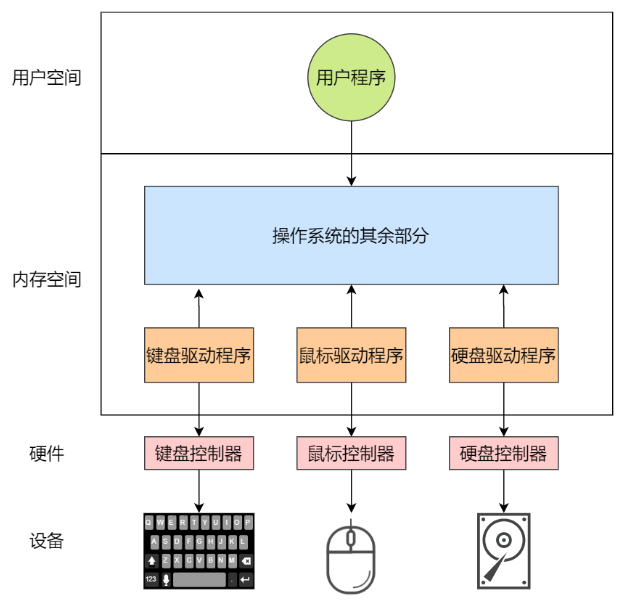 用户空间
用户程序
操作系统的其余部分
内存空间
键盘驱动程序
鼠标驱动程序
硬盘驱动程序
硬件
键盘控制器
鼠标控制器
硬盘控制器
设备
Q W E R T Y U I O P
A S D F G H J K L
Z X C V B N M
123 .